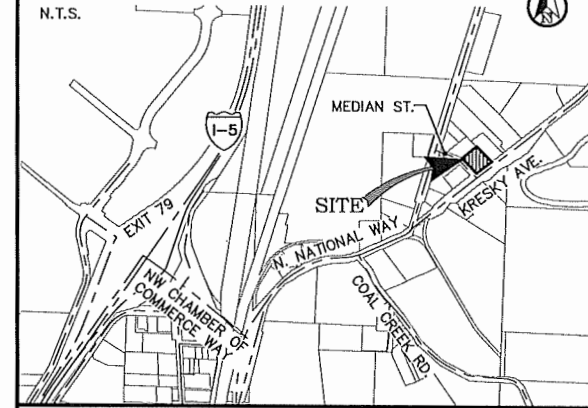 N.T.S.
MEDIAN ST.
I-5
KRESKY AVE.
SITE
EXIT 79
N. NATIONAL WAY
NW CHAMBER OF
COMMERCE WAY
COAL CREEK RD.